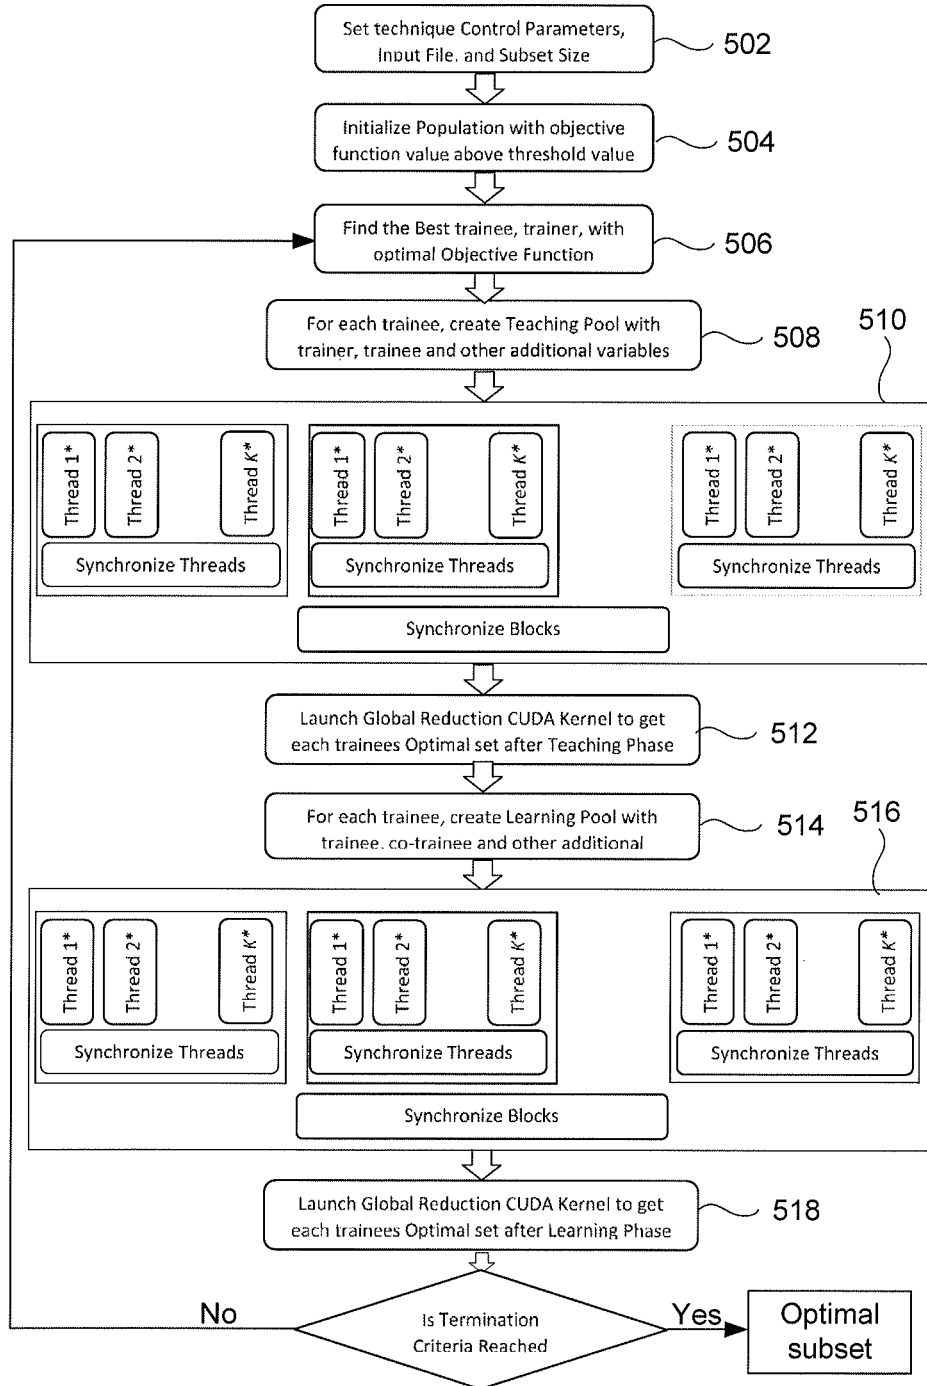 Set technique Control Parameters,
Input File. and Subset Size
502
Initialize Population with objective
function value above threshold value
504
Find the Best trainee, trainer, with
optimal Objective Function
506
For each trainee, create Teaching Pool with
trainer, trainee and other additional variables
508
510
Thread 1*
Thread 2*
Thread K*
Synchronize Threads
Thread 1*
Thread 2*
Thread K*
Synchronize Threads
Thread 1*
Thread 2*
Thread K*
Synchronize Threads
Synchronize Blocks
Launch Global Reduction CUDA Kernel to get
each trainees Optimal set after Teaching Phase
512
For each trainee, create Learning Pool with
trainee. co-trainee and other additional
514
516
Thread 1*
Thread 2*
Thread K*
Synchronize Threads
Thread 1*
Thread 2*
Thread K*
Synchronize Threads
Thread 1*
Thread 2*
Thread K*
Synchronize Threads
Synchronize Blocks
Launch Global Reduction CUDA Kernel to get
each trainees Optimal set after Learning Phase
518
No
Is Termination
Criteria Reached
Yes
Optimal
subset